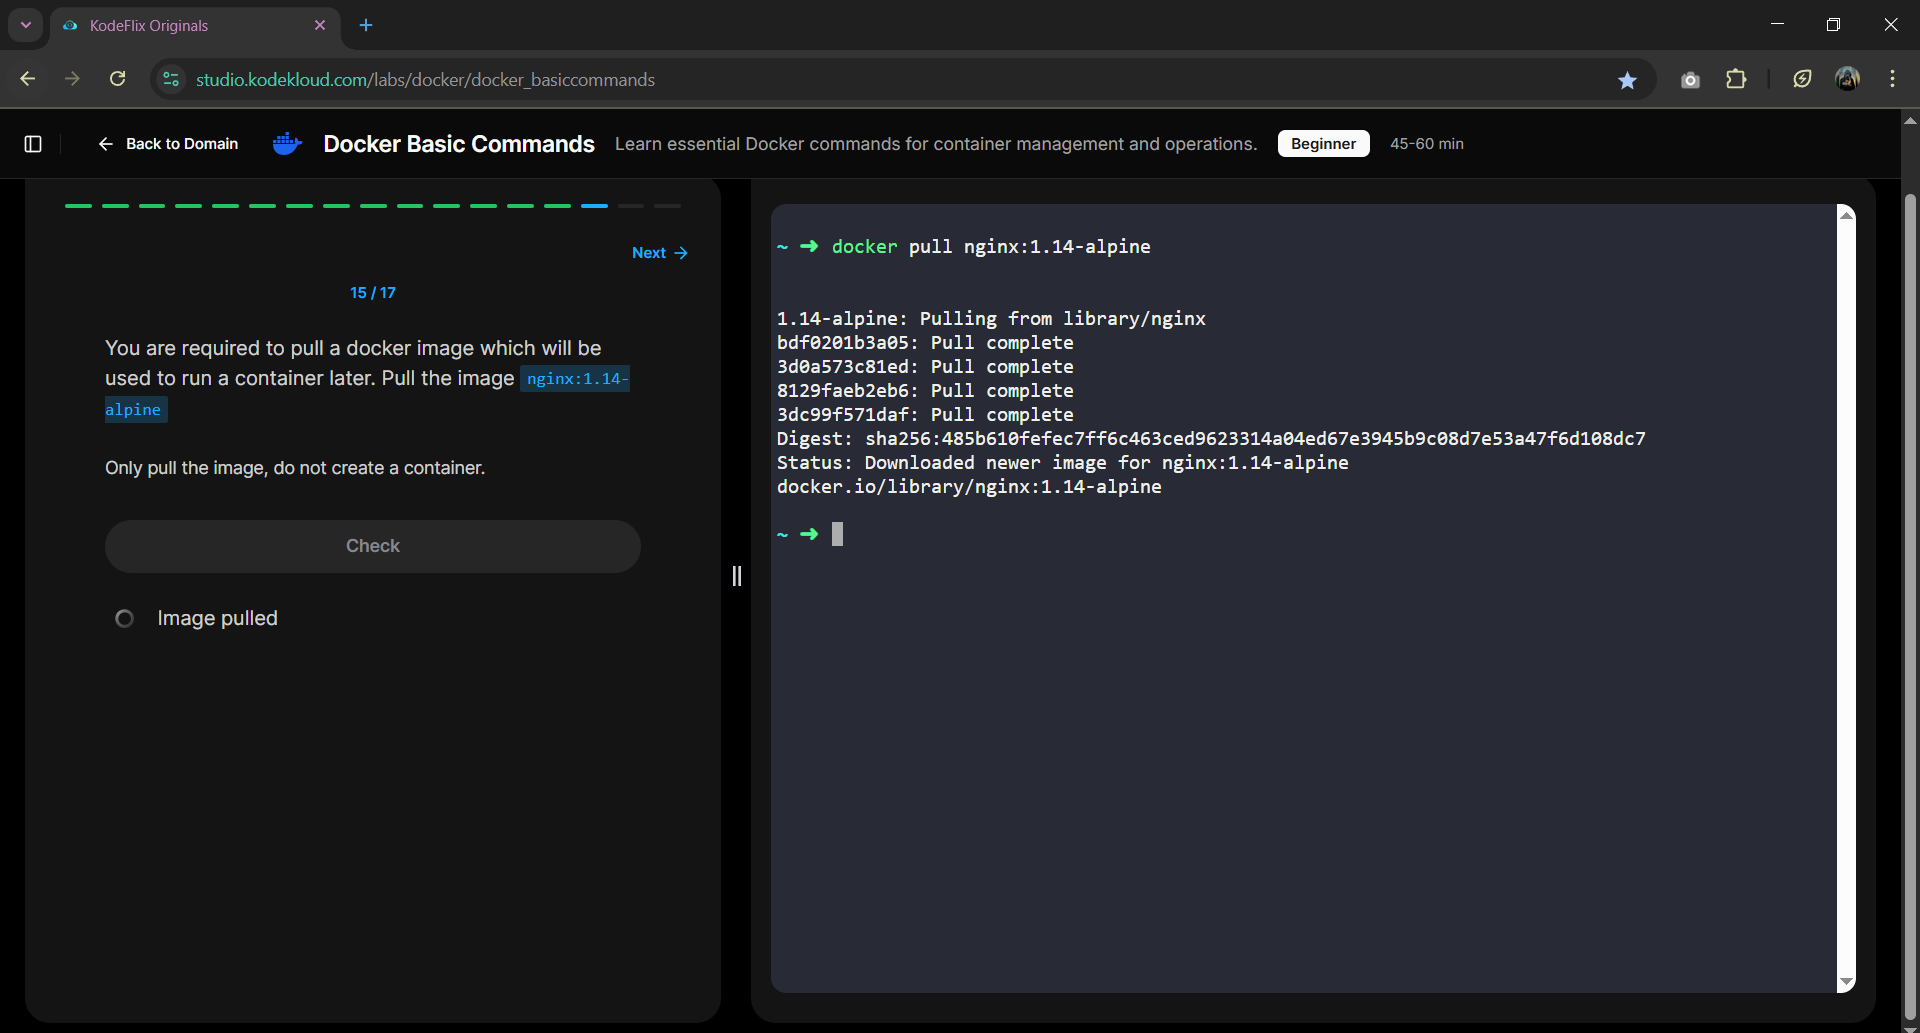 KodeFlix Originals
studio.kodekloud.com/labs/docker/docker_basiccommands
Back to Domain
Docker Basic Commands
Learn essential Docker commands for container management and operations.
Beginner
45-60 min
Next →
15 / 17
You are required to pull a docker image which will be
used to run a container later. Pull the image nginx:1.14-
alpine
Only pull the image, do not create a container.
Check
Image pulled
~ ➜ docker pull nginx:1.14-alpine
1.14-alpine: Pulling from library/nginx
bdf0201b3a05: Pull complete
3d0a573c81ed: Pull complete
8129faeb2eb6: Pull complete
3dc99f571daf: Pull complete
Digest: sha256:485b610fefec7ff6c463ced9623314a04ed67e3945b9c08d7e53a47f6d108dc7
Status: Downloaded newer image for nginx:1.14-alpine
docker.io/library/nginx:1.14-alpine
~ ➜